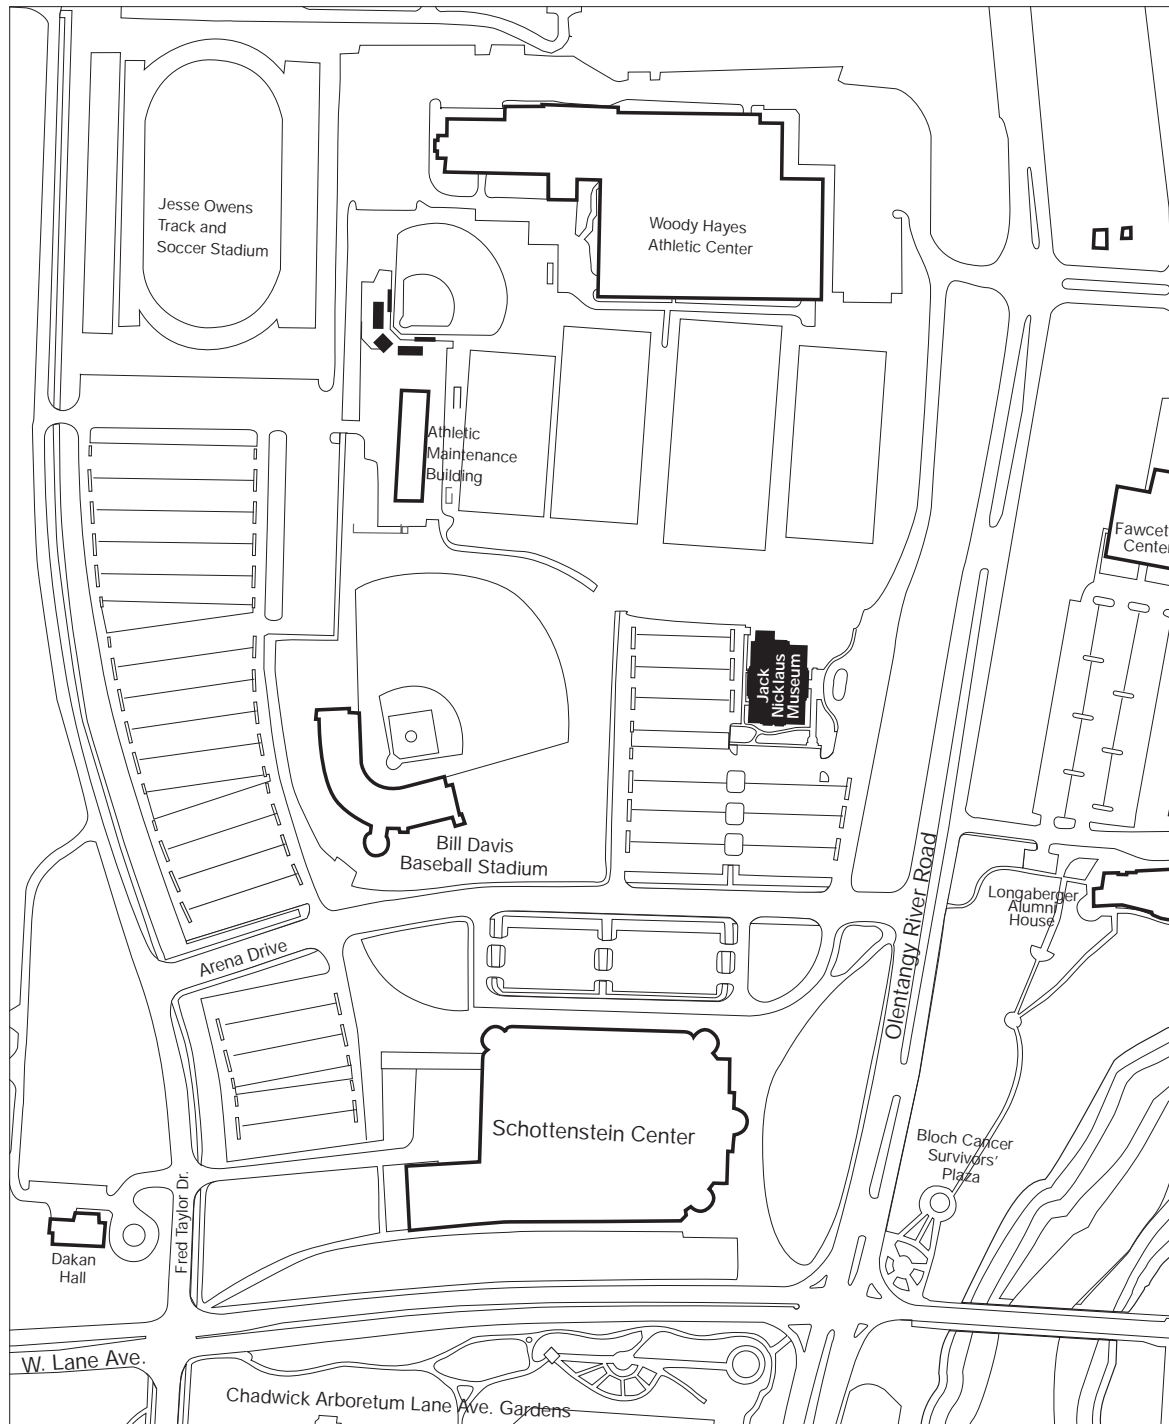 Jesse Owens
Track and
Soccer Stadium
Woody Hayes
Athletic Center
Athletic
Maintenance
Building
Fawcet
Center
Jack
Nicklaus
Museum
Bill Davis
Baseball Stadium
Olentangy River Road
Longaberger
Alumni
House
Arena Drive
Schottenstein Center
Bloch Cancer
Survivors'
Plaza
Fred Taylor Dr.
Dakan
Hall
W. Lane Ave.
Chadwick Arboretum Lane Ave. Gardens